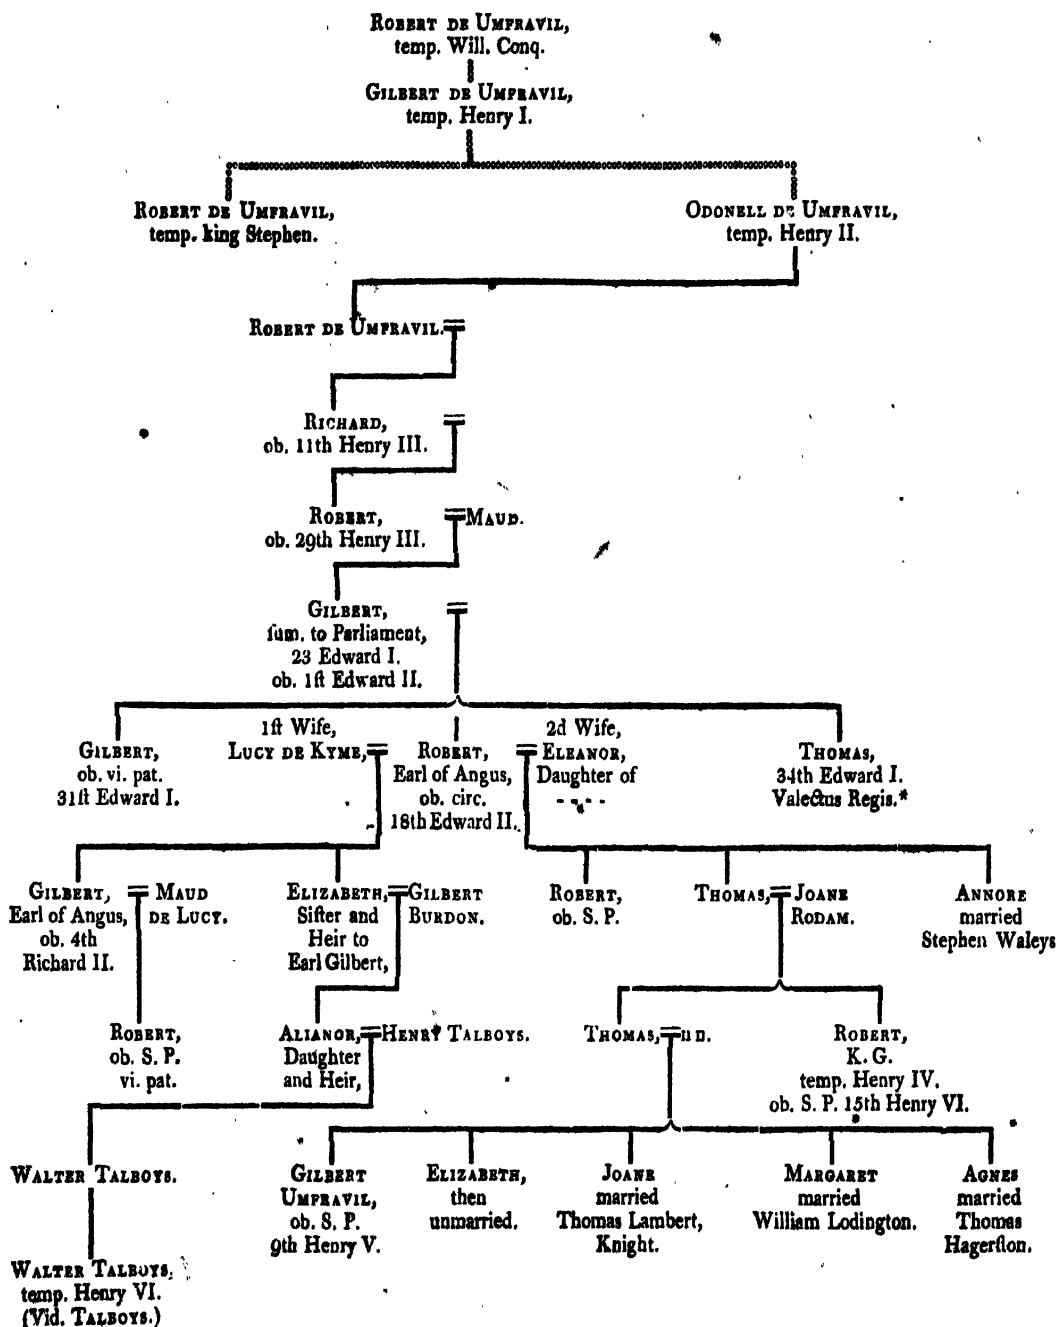 ROBERT DE UMFRAVIL,
temp. Will. Conq.
GILBERT DE UMFRAVIL,
temp. Henry I.
ROBERT DE UMFRAVIL,
temp. king Stephen.
ODONELL DE UMFRAVIL,
temp. Henry II.
ROBERT DE UMFRAVIL.
RICHARD,
ob. 11th Henry III.
ROBERT,
ob. 29th Henry III.
MAUD.
GILBERT,
ſum. to Parliament,
23 Edward I.
ob. 1ſt Edward II.
GILBERT,
ob. vi. pat.
31ſt Edward I.
1ſt Wife,
LUCY DE KYME,
ROBERT,
Earl of Angus,
ob. circ.
18th Edward II.
2d Wife,
ELEANOR,
Daughter of
- - - -
THOMAS,
34th Edward I.
Valectus Regis.*
GILBERT,
Earl of Angus,
ob. 4th
Richard II.
MAUD
DE LUCY.
ELIZABETH,
Siſter and
Heir to
Earl Gilbert,
GILBERT
BURDON.
ROBERT,
ob. S. P.
THOMAS,
JOANE
RODAM.
ANNORE
married
Stephen Waleys
ROBERT,
ob. S. P.
vi. pat.
ALIANOR,
Daughter
and Heir,
HENRY TALBOYS.
THOMAS,
ROBERT,
K. G.
temp. Henry IV.
ob. S. P. 15th Henry VI.
WALTER TALBOYS.
GILBERT
UMFRAVIL,
ob. S. P.
9th Henry V.
ELIZABETH,
then
unmarried.
JOANE
married
Thomas Lambert,
Knight.
MARGARET
married
William Lodington.
AGNES
married
Thomas
Hagerſton.
WALTER TALBOYS,
temp. Henry VI.
(Vid. TALBOYS.)